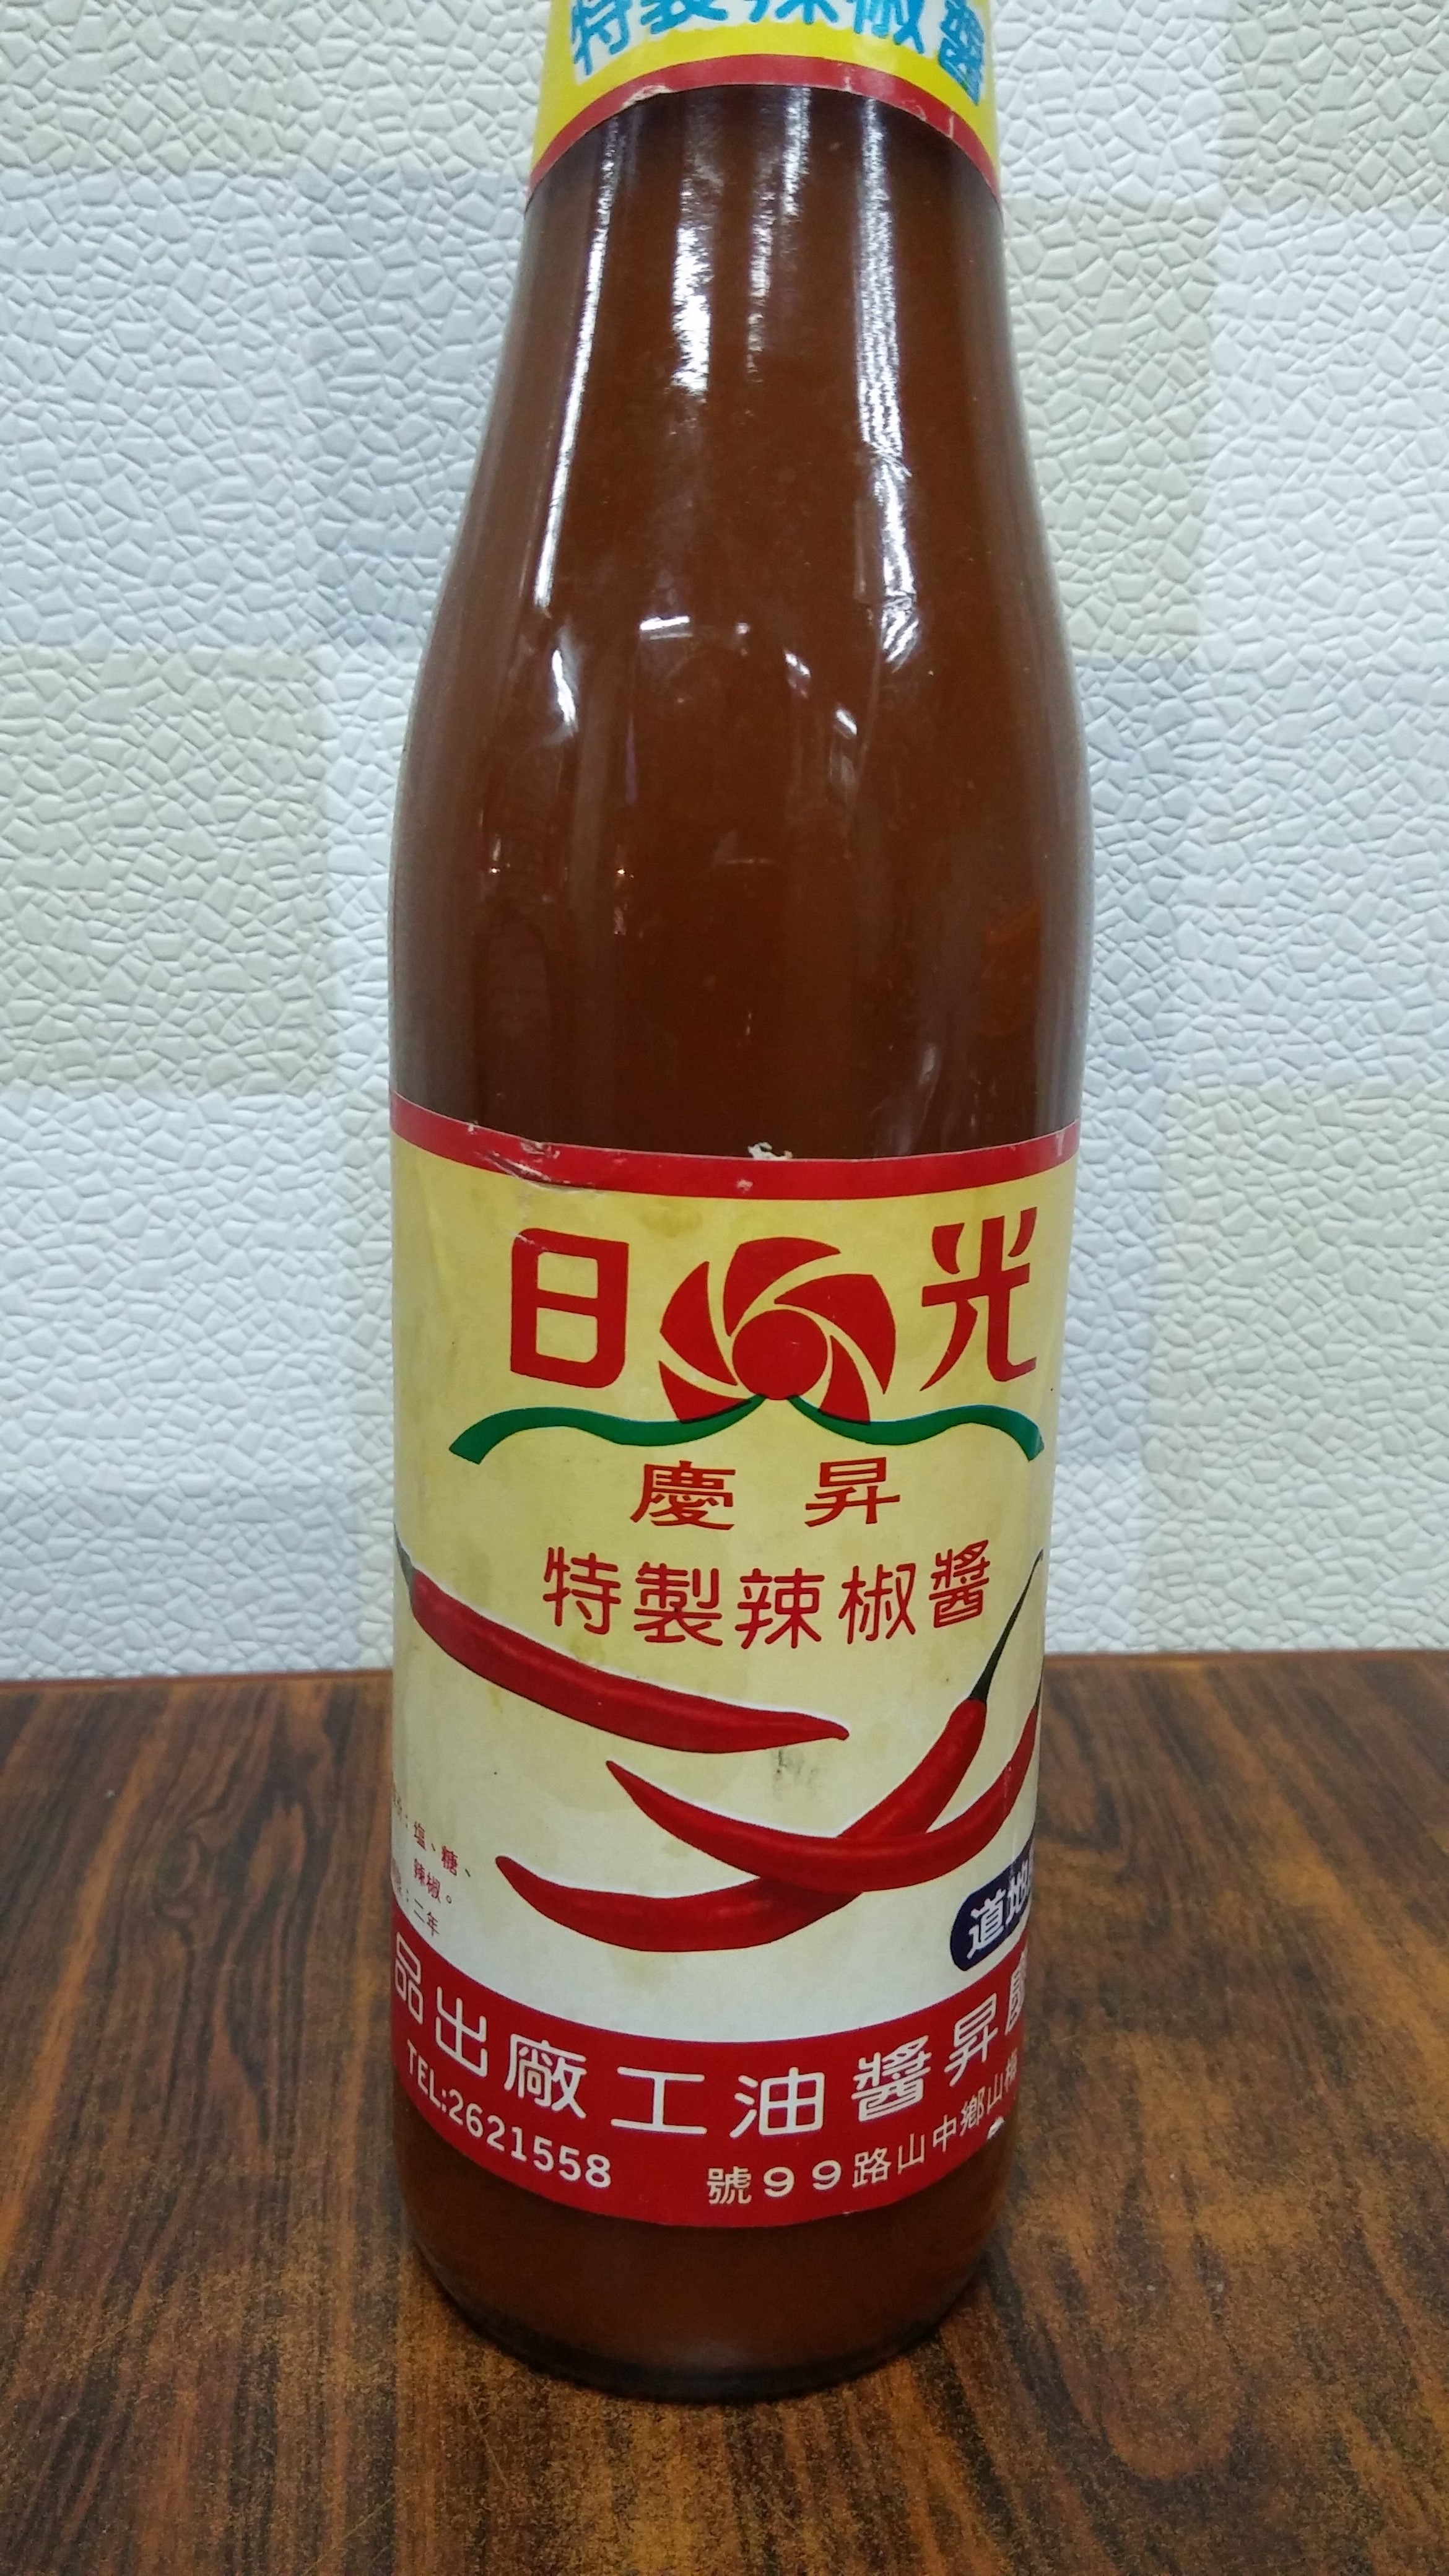 特製辣椒醬
日光
慶昇
特製辣椒醬
：塩、糖、
辣椒。
：二年
道地
品出廠工油醬昇慶
TEL:2621558
號99路山中鄉山梅